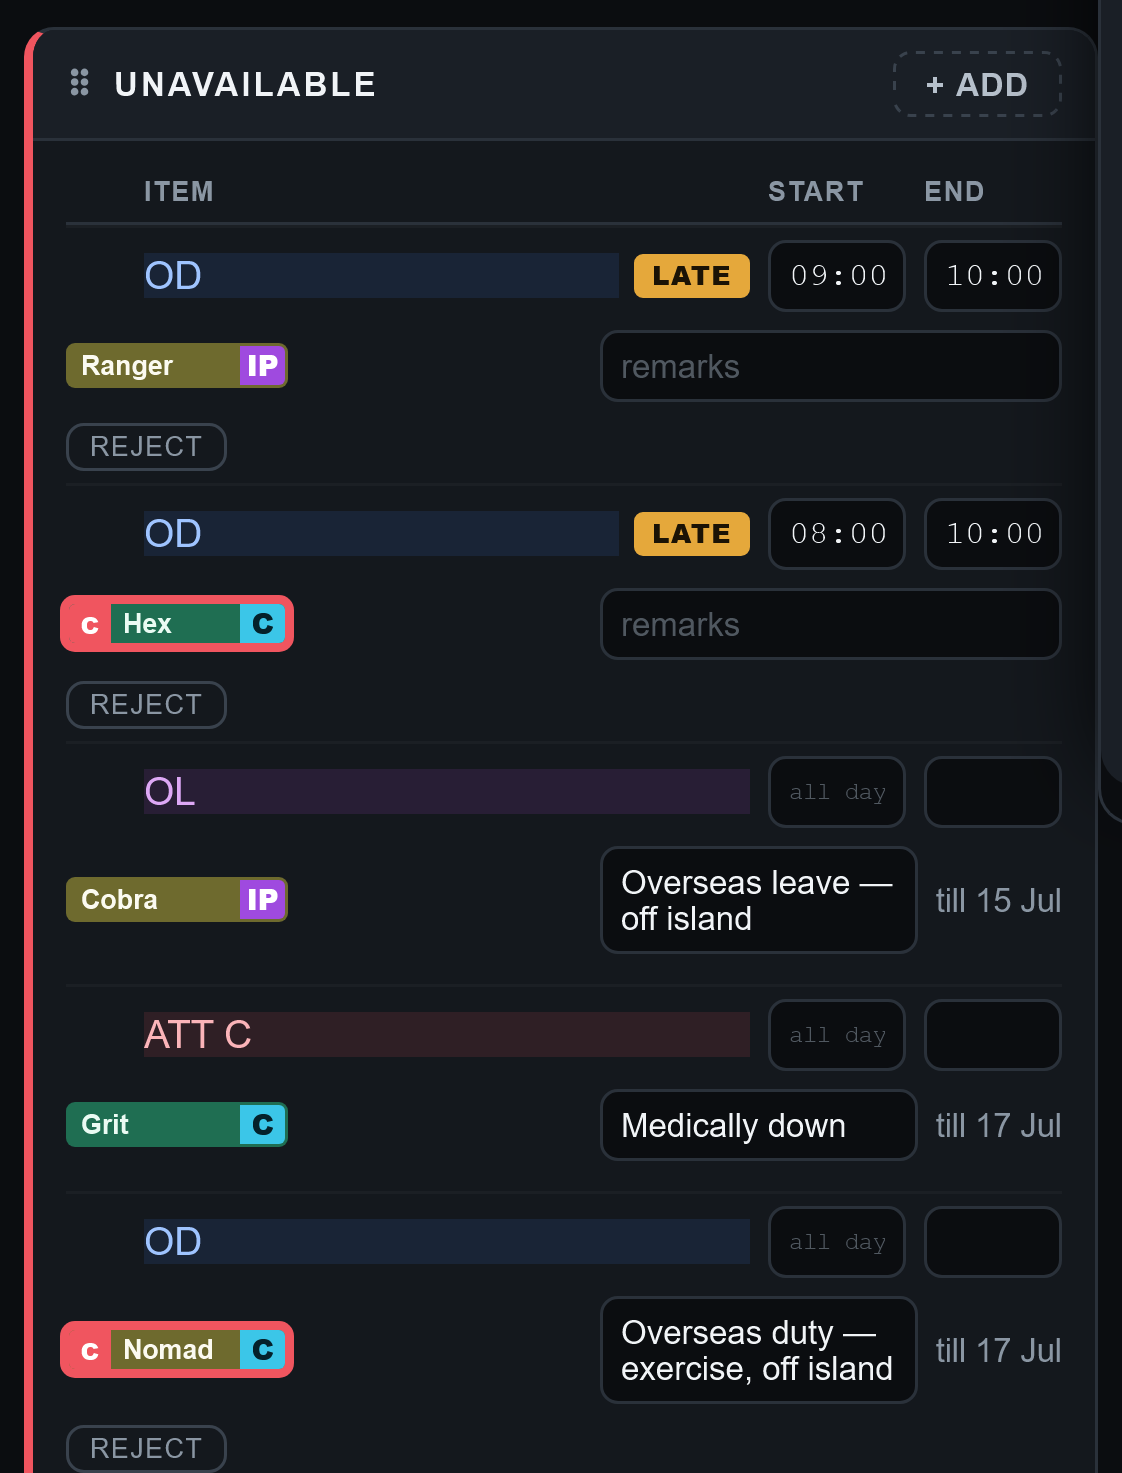 UNAVAILABLE
+ ADD
ITEM START END
OD LATE 09:00 10:00
Ranger IP remarks
REJECT
OD LATE 08:00 10:00
c Hex C remarks
REJECT
OL all day
Cobra IP Overseas leave — till 15 Jul
off island
ATT C all day
Grit C Medically down till 17 Jul
OD all day
c Nomad C Overseas duty — till 17 Jul
exercise, off island
REJECT